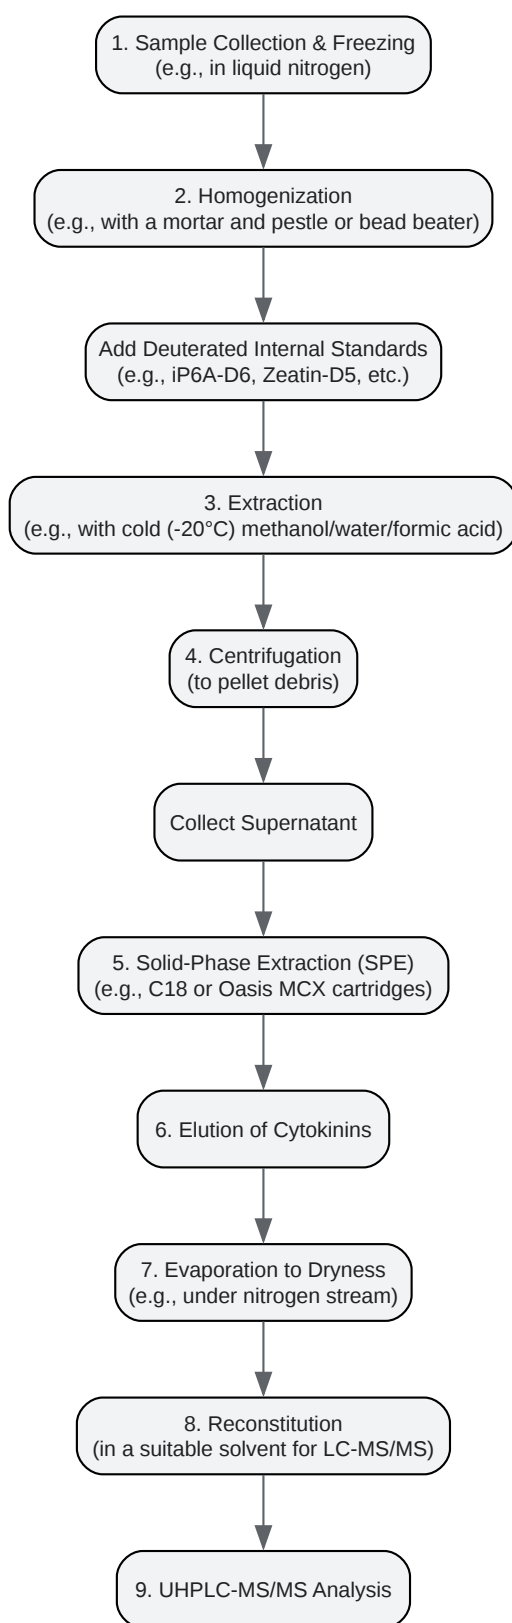 1. Sample Collection & Freezing
(e.g., in liquid nitrogen)
2. Homogenization
(e.g., with a mortar and pestle or bead beater)
Add Deuterated Internal Standards
(e.g., iP6A-D6, Zeatin-D5, etc.)
3. Extraction
(e.g., with cold (-20°C) methanol/water/formic acid)
4. Centrifugation
(to pellet debris)
Collect Supernatant
5. Solid-Phase Extraction (SPE)
(e.g., C18 or Oasis MCX cartridges)
6. Elution of Cytokinins
7. Evaporation to Dryness
(e.g., under nitrogen stream)
8. Reconstitution
(in a suitable solvent for LC-MS/MS)
9. UHPLC-MS/MS Analysis